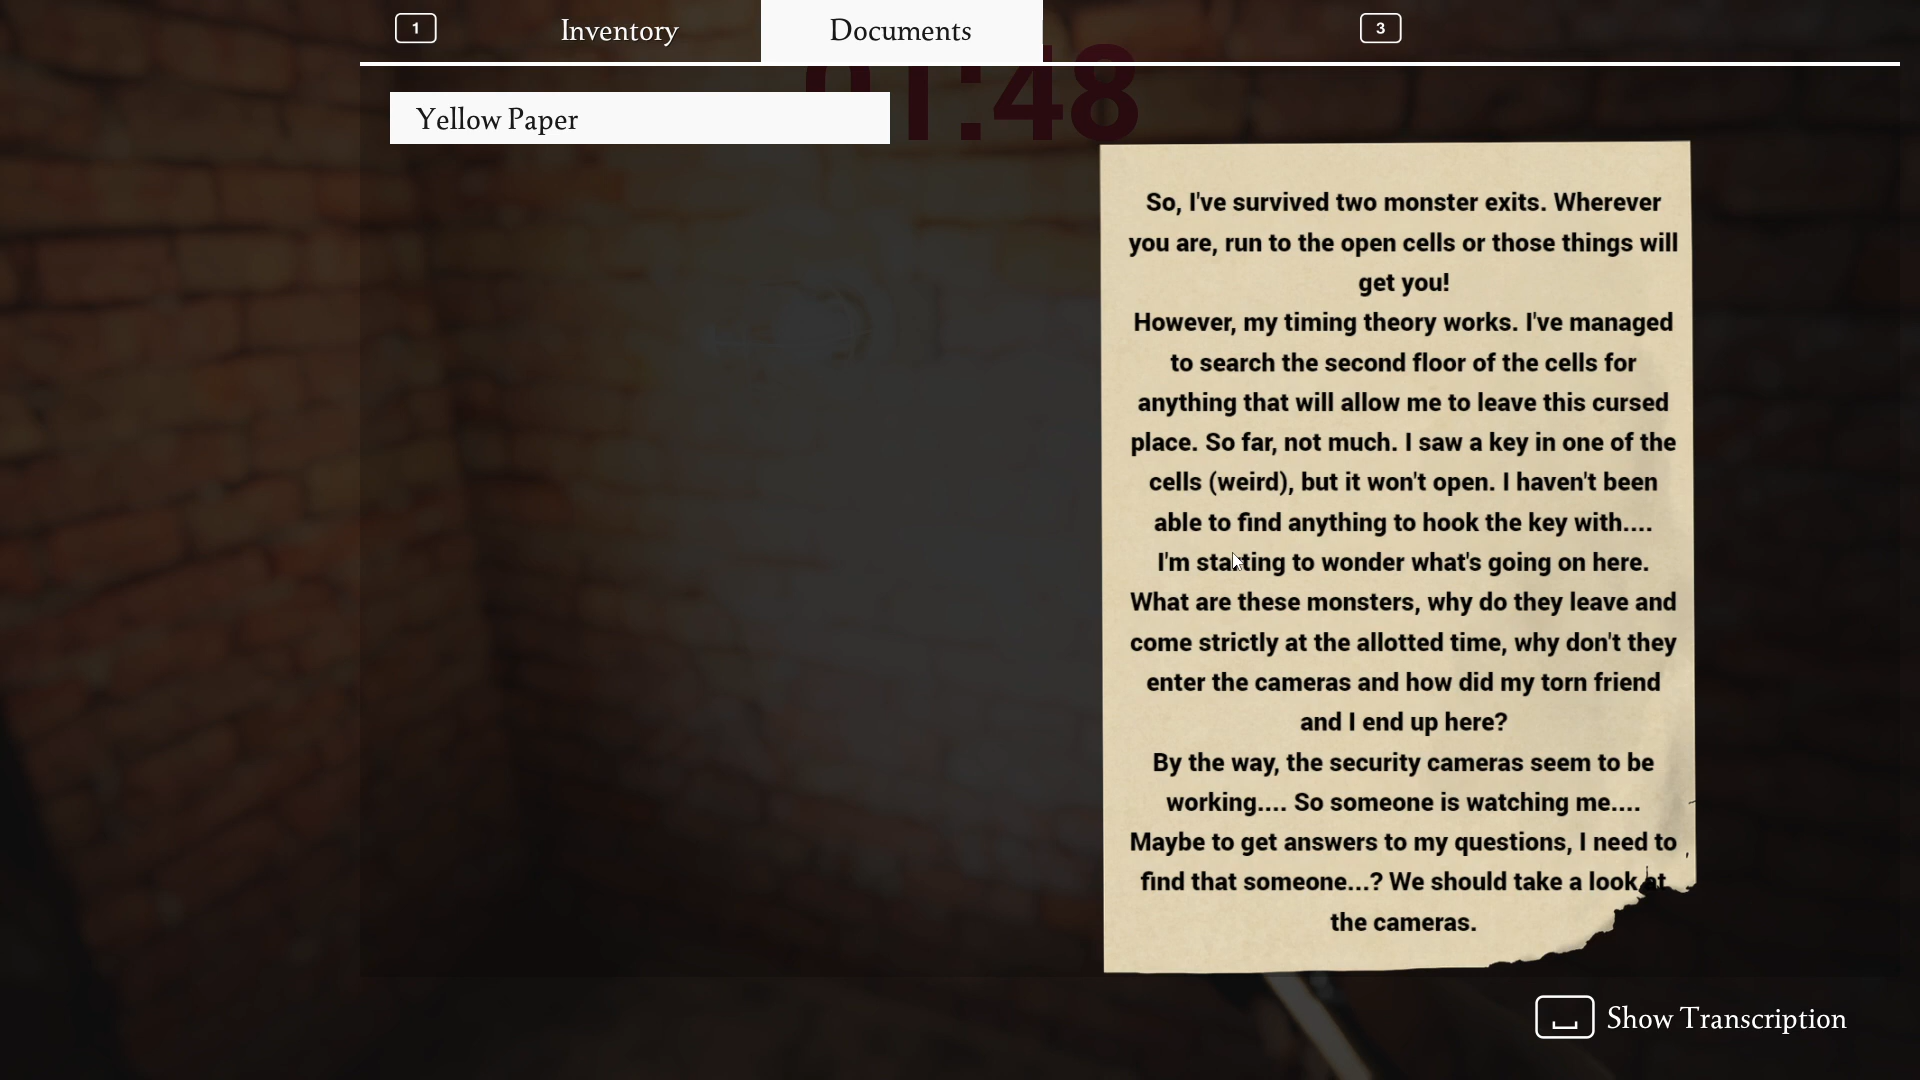 1
Inventory
Documents
3
01:48
Yellow Paper
So, I've survived two monster exits. Wherever
you are, run to the open cells or those things will
get you!
However, my timing theory works. I've managed
to search the second floor of the cells for
anything that will allow me to leave this cursed
place. So far, not much. I saw a key in one of the
cells (weird), but it won't open. I haven't been
able to find anything to hook the key with....
I'm starting to wonder what's going on here.
What are these monsters, why do they leave and
come strictly at the allotted time, why don't they
enter the cameras and how did my torn friend
and I end up here?
By the way, the security cameras seem to be
working.... So someone is watching me....
Maybe to get answers to my questions, I need to
find that someone...? We should take a look at
the cameras.
Show Transcription